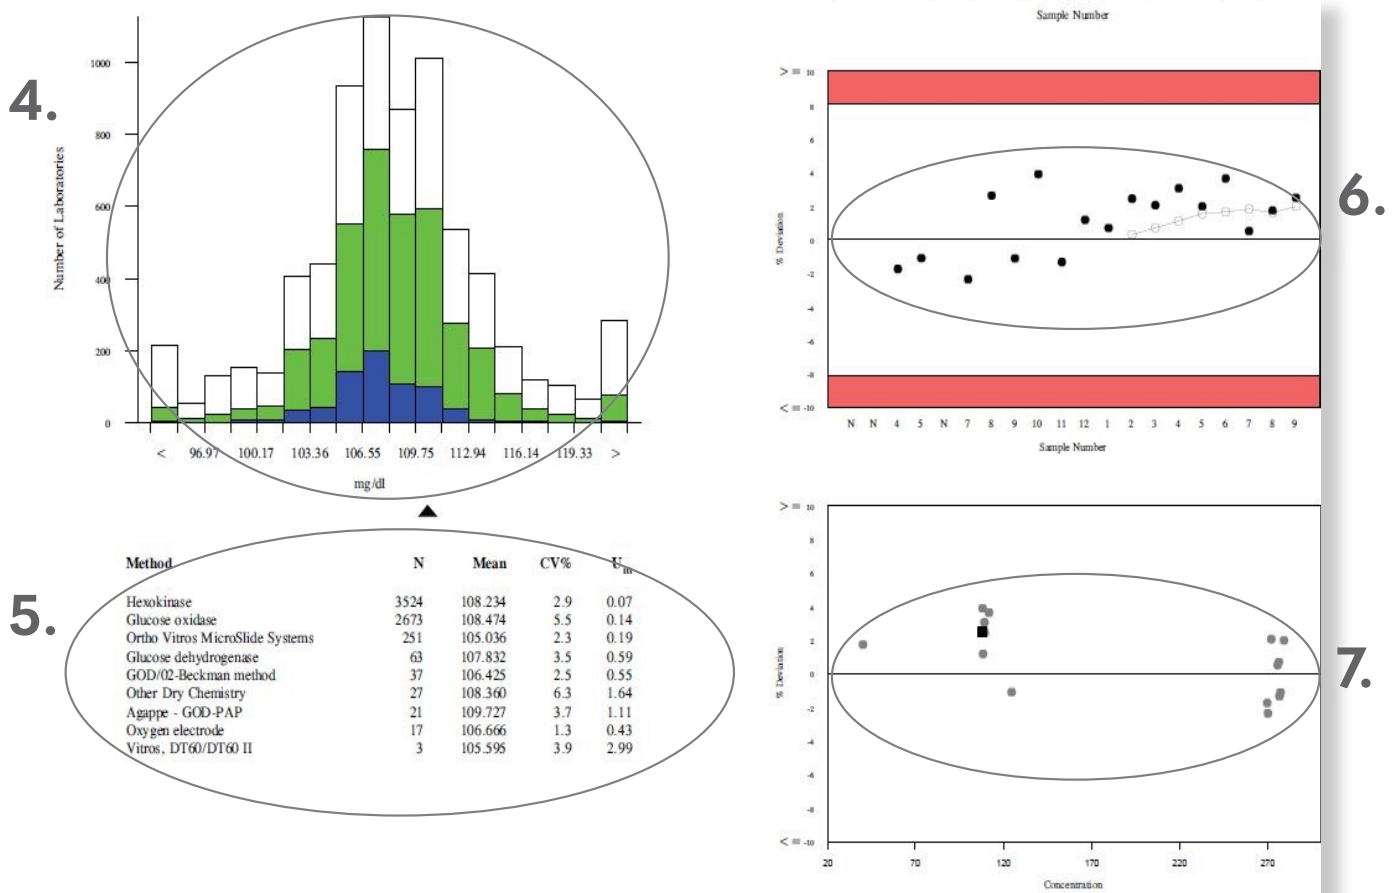 4.
Number of Laboratories
1000
800
600
400
200
0
< 96.97 100.17 103.36 106.55 109.75 112.94 116.14 119.33 >
mg/dl
5.
Method N Mean CV% Um
Hexokinase 3524 108.234 2.9 0.07
Glucose oxidase 2673 108.474 5.5 0.14
Ortho Vitros MicroSlide Systems 251 105.036 2.3 0.19
Glucose dehydrogenase 63 107.832 3.5 0.59
GOD/02-Beckman method 37 106.425 2.5 0.55
Other Dry Chemistry 27 108.360 6.3 1.64
Agappe - GOD-PAP 21 109.727 3.7 1.11
Oxygen electrode 17 106.666 1.3 0.43
Vitros, DT60/DT60 II 3 105.595 3.9 2.99
Sample Number
6.
% Deviation
>= 10
8
6
4
2
0
-2
-4
-6
-8
<= -10
N N 4 5 N 7 8 9 10 11 12 1 2 3 4 5 6 7 8 9
Sample Number
7.
% Deviation
>= 10
8
6
4
2
0
-2
-4
-6
-8
<= -10
20 70 120 170 220 270
Concentration